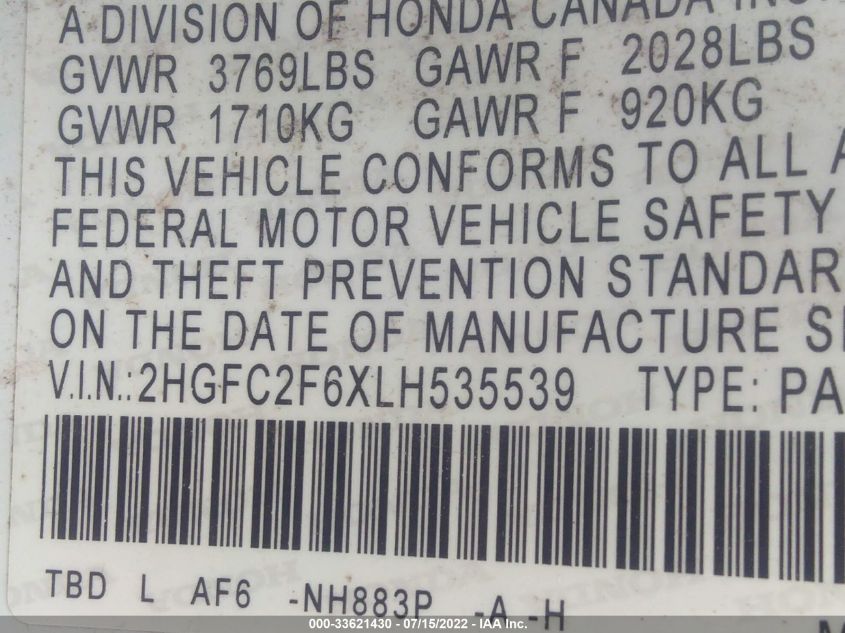 A DIVISION OF HONDA CANADA INC.
GVWR 3769LBS GAWR F 2028LBS
GVWR 1710KG GAWR F 920KG
THIS VEHICLE CONFORMS TO ALL A
FEDERAL MOTOR VEHICLE SAFETY
AND THEFT PREVENTION STANDAR
ON THE DATE OF MANUFACTURE S
V.I.N.:2HGFC2F6XLH535539 TYPE:PA
TBD L AF6 -NH883P -A -H
000-33621430 - 07/15/2022 - IAA Inc.